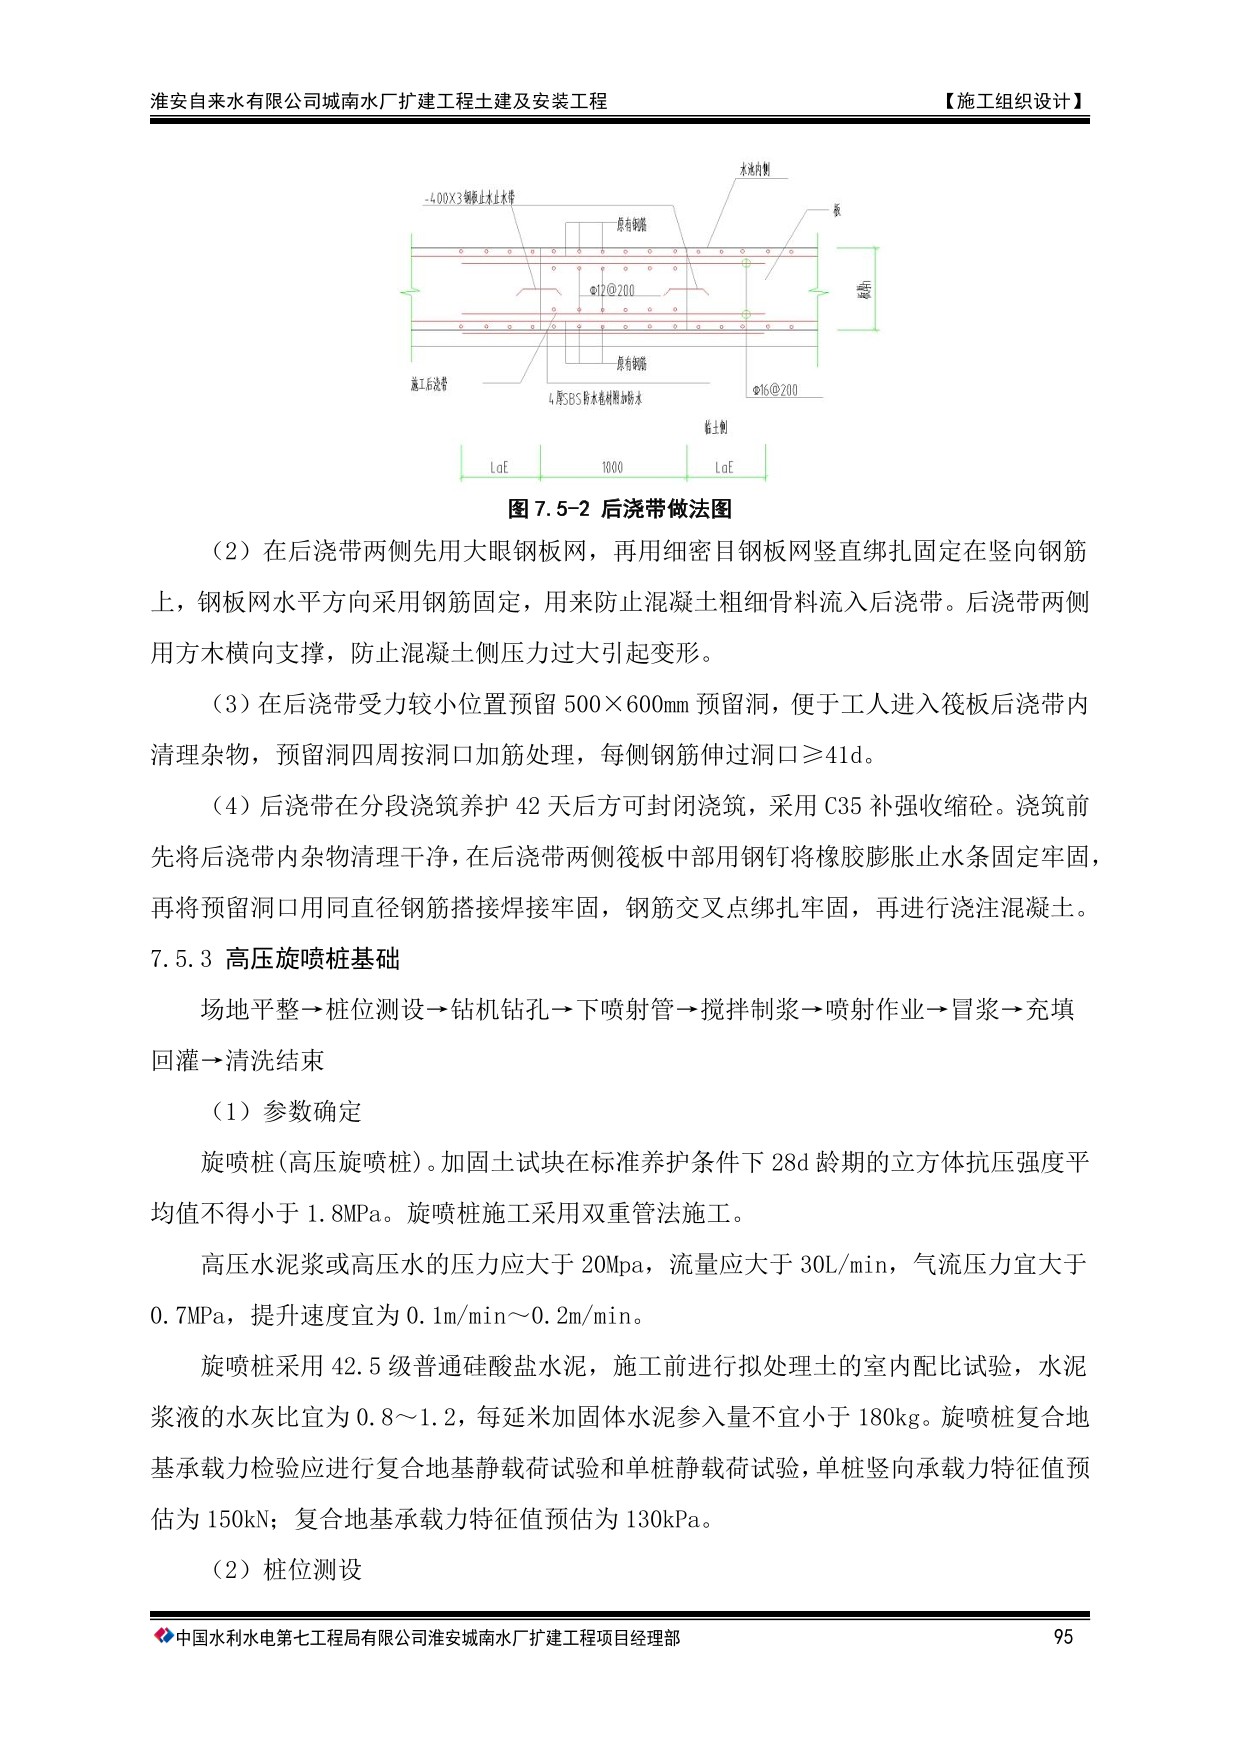 淮安自来水有限公司城南水厂扩建工程土建及安装工程 【施工组织设计】
水池内侧
-400X3钢板止水止水带
板
原有钢筋
Φ12@200
板厚h
原有钢筋
施工后浇带
Φ16@200
4厚SBS防水卷材附加防水
临土侧
LaE 1000 LaE
图 7.5-2 后浇带做法图
（2）在后浇带两侧先用大眼钢板网，再用细密目钢板网竖直绑扎固定在竖向钢筋
上，钢板网水平方向采用钢筋固定，用来防止混凝土粗细骨料流入后浇带。后浇带两侧
用方木横向支撑，防止混凝土侧压力过大引起变形。
（3）在后浇带受力较小位置预留 500×600mm 预留洞，便于工人进入筏板后浇带内
清理杂物，预留洞四周按洞口加筋处理，每侧钢筋伸过洞口≥41d。
（4）后浇带在分段浇筑养护 42 天后方可封闭浇筑，采用 C35 补强收缩砼。浇筑前
先将后浇带内杂物清理干净，在后浇带两侧筏板中部用钢钉将橡胶膨胀止水条固定牢固，
再将预留洞口用同直径钢筋搭接焊接牢固，钢筋交叉点绑扎牢固，再进行浇注混凝土。
7.5.3 高压旋喷桩基础
场地平整→桩位测设→钻机钻孔→下喷射管→搅拌制浆→喷射作业→冒浆→充填
回灌→清洗结束
（1）参数确定
旋喷桩(高压旋喷桩)。加固土试块在标准养护条件下 28d 龄期的立方体抗压强度平
均值不得小于 1.8MPa。旋喷桩施工采用双重管法施工。
高压水泥浆或高压水的压力应大于 20Mpa，流量应大于 30L/min，气流压力宜大于
0.7MPa，提升速度宜为 0.1m/min～0.2m/min。
旋喷桩采用 42.5 级普通硅酸盐水泥，施工前进行拟处理土的室内配比试验，水泥
浆液的水灰比宜为 0.8～1.2，每延米加固体水泥参入量不宜小于 180kg。旋喷桩复合地
基承载力检验应进行复合地基静载荷试验和单桩静载荷试验，单桩竖向承载力特征值预
估为 150kN；复合地基承载力特征值预估为 130kPa。
（2）桩位测设
中国水利水电第七工程局有限公司淮安城南水厂扩建工程项目经理部 95